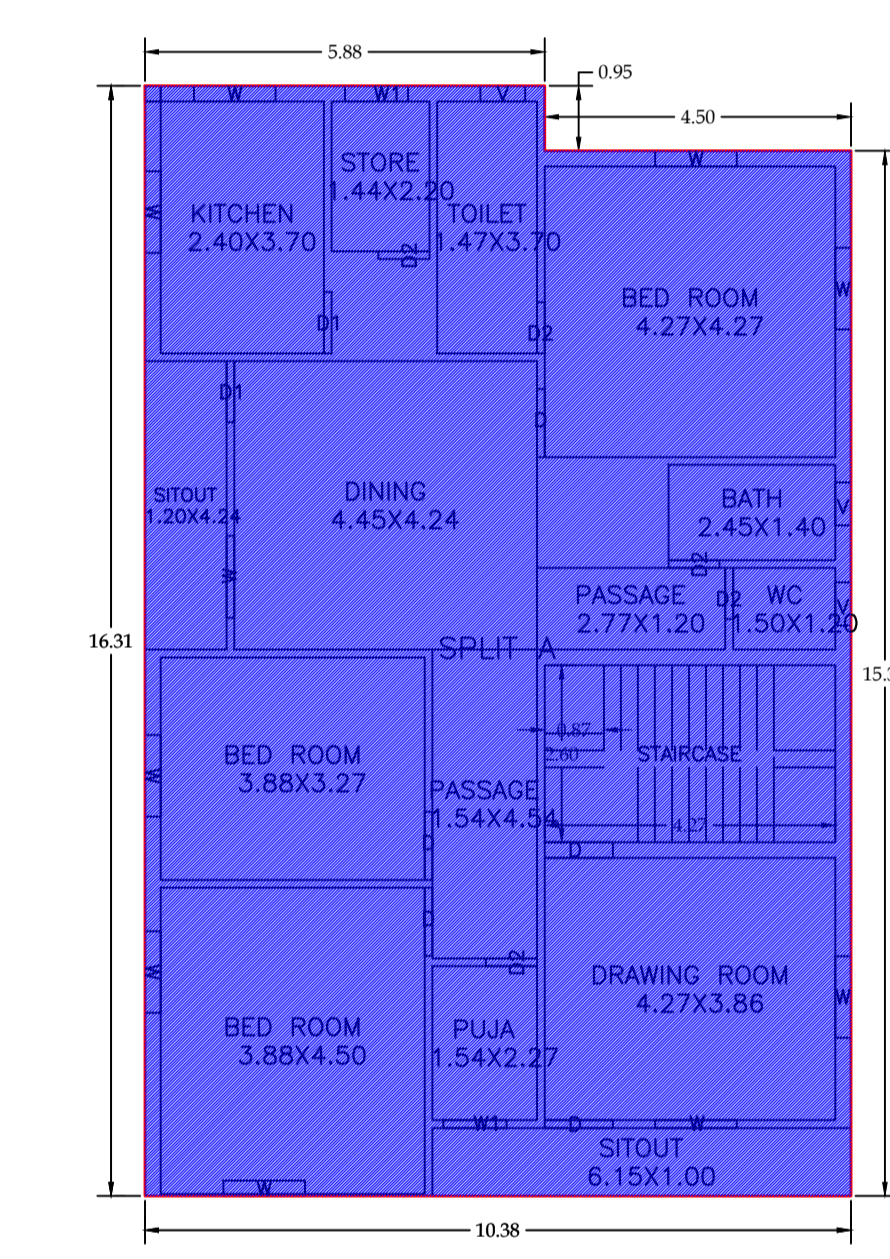 5.88
0.95
4.50
W
W1
V
W
STORE
1.44X2.20
W
KITCHEN
2.40X3.70
TOILET
1.47X3.70
D2
W
BED ROOM
4.27X4.27
D1
D2
D1
D
SITOUT
1.20X4.24
DINING
4.45X4.24
BATH
2.45X1.40
V
D2
W
PASSAGE
2.77X1.20
D2
WC
1.50X1.20
V
16.31
SPLIT A
15.3
0.87
2.60
STAIRCASE
W
BED ROOM
3.88X3.27
PASSAGE
1.54X4.54
4.27
D
D
D
W
D2
BED ROOM
3.88X4.50
DRAWING ROOM
4.27X3.86
W
PUJA
1.54X2.27
W1
D
W
SITOUT
6.15X1.00
W
10.38